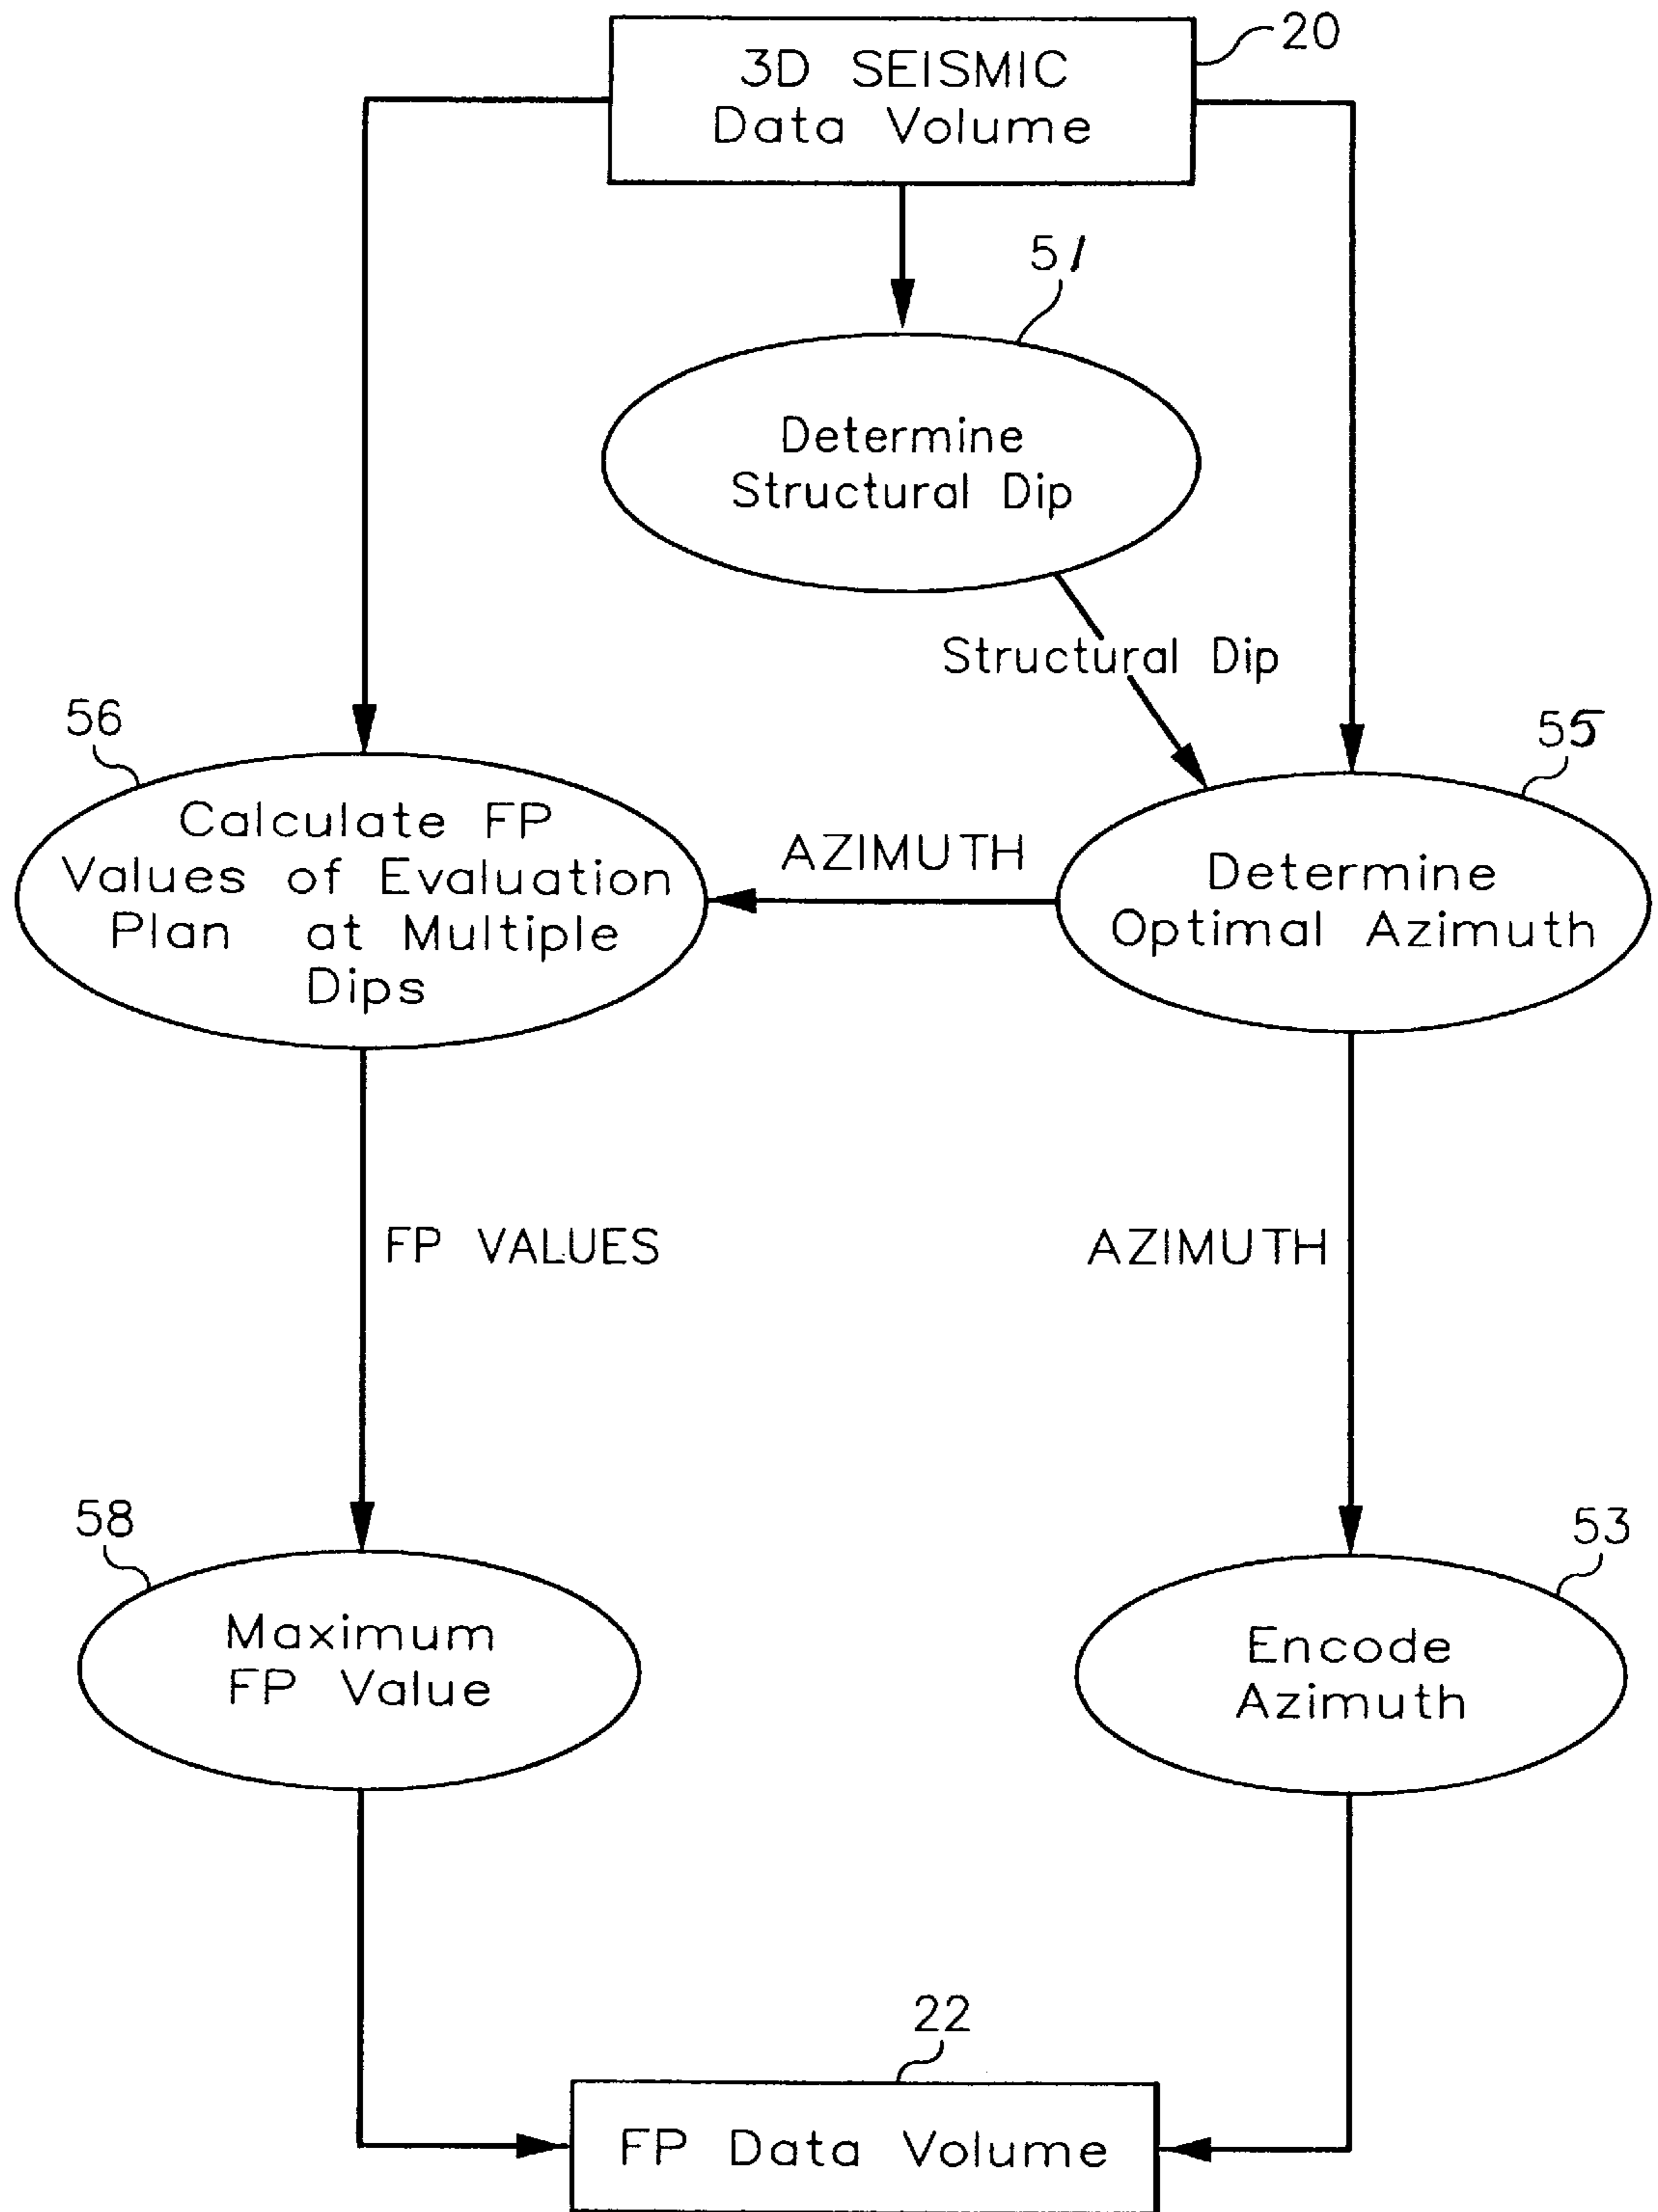 20
3D SEISMIC
Data Volume
51
Determine
Structural Dip
Structural Dip
56
55
Calculate FP
Values of Evaluation
Plan at Multiple
Dips
AZIMUTH
Determine
Optimal Azimuth
FP VALUES
AZIMUTH
58
53
Maximum
FP Value
Encode
Azimuth
22
FP Data Volume